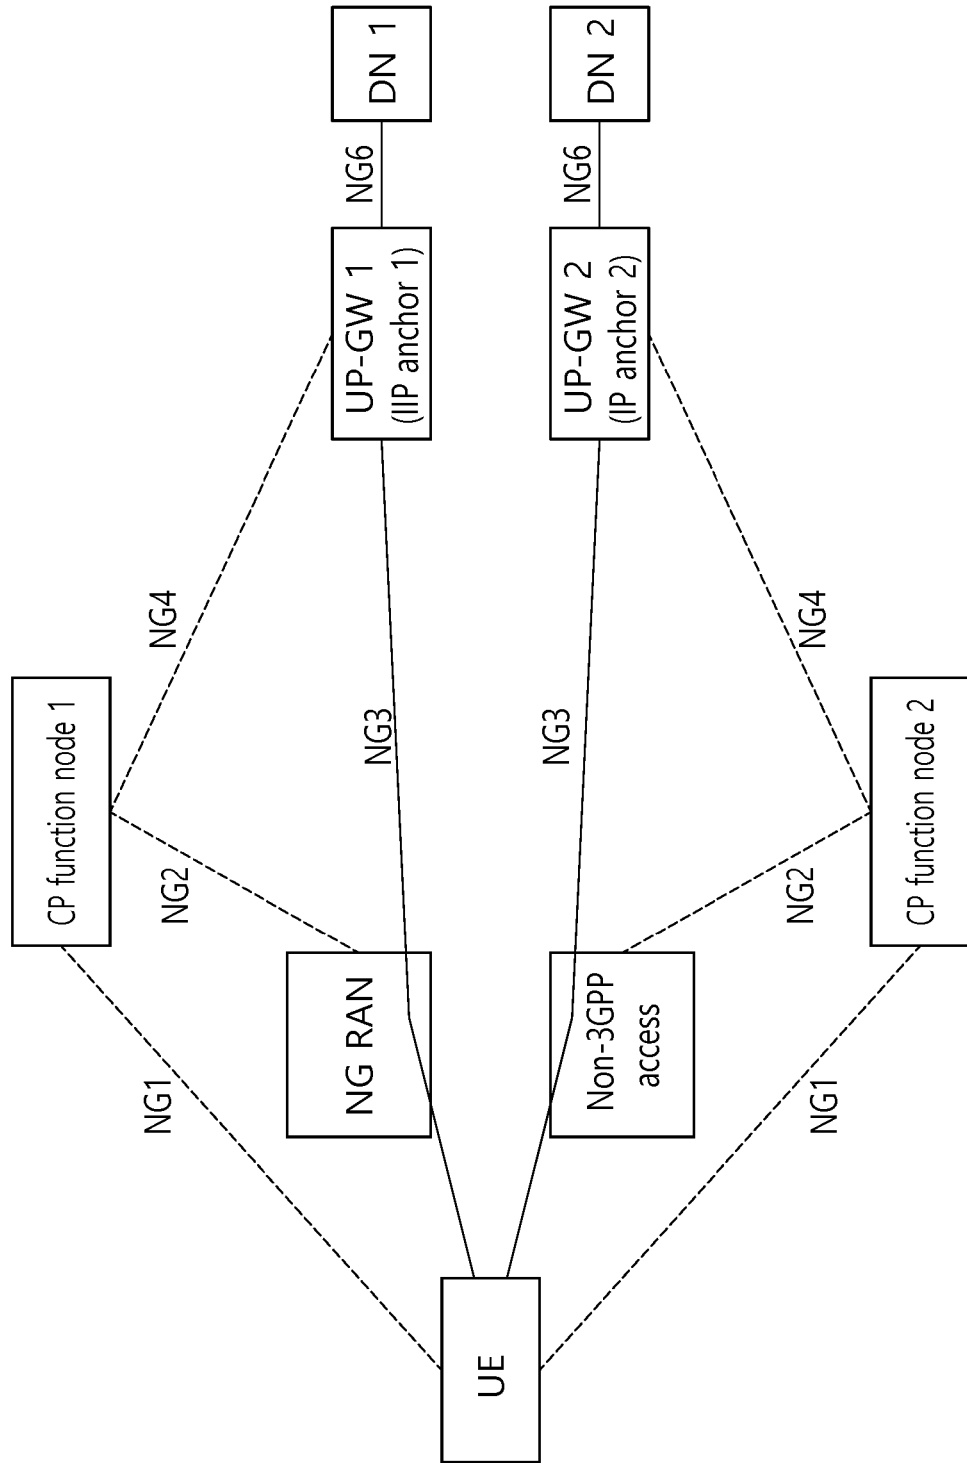 CP function node 1
NG1
NG2
NG4
NG RAN
NG3
UP-GW 1
(IIP anchor 1)
NG6
DN 1
UE
Non-3GPP
access
NG3
UP-GW 2
(IP anchor 2)
NG6
DN 2
NG1
NG2
NG4
CP function node 2